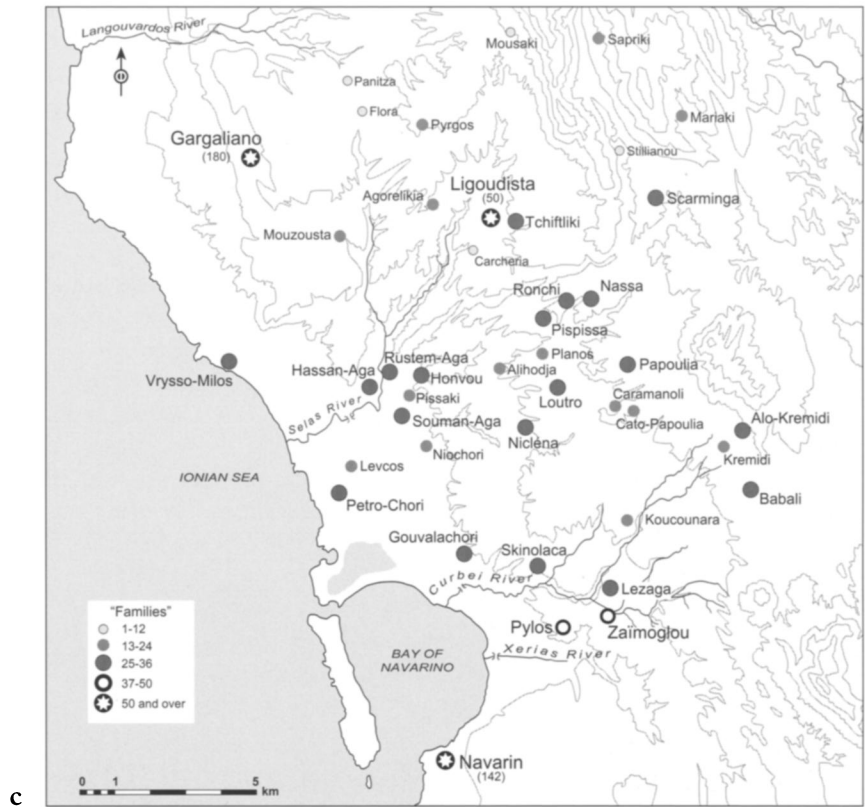 Langouvardos River
Mousaki
Sapriki
Panitza
Flora
Pyrgos
Mariaki
Gargaliano
(180)
Stillianou
Ligoudista
(50)
Agorelikia
Scarminga
Tchiftliki
Mouzousta
Carcheria
Ronchi
Nassa
Pispissa
Planos
Papoulia
Rustem-Aga
Hassan-Aga
Honvou
Alihodja
Vrysso-Milos
Pissaki
Loutro
Caramanoli
Selas River
Souman-Aga
Cato-Papoulia
Alo-Kremidi
Niclena
Niochori
Kremidi
Levcos
IONIAN SEA
Petro-Chori
Babali
Koucounara
Gouvalachori
Skinolaca
Curbei River
Lezaga
"Families"
1-12
13-24
25-36
37-50
50 and over
Pylos
Zaïmoglou
BAY OF
NAVARINO
Xerias River
Navarin
(142)
0 1 5
km
c